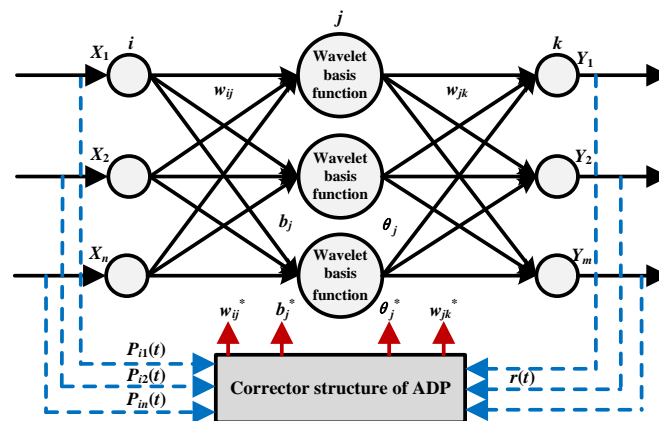 i
j
k
X1
Y1
Wavelet
basis
function
wij
wjk
X2
Y2
Wavelet
basis
function
bj
θj
Xn
Ym
Wavelet
basis
function
wij*
bj*
θj*
wjk*
Pi1(t)
Pi2(t)
Pin(t)
Corrector structure of ADP
r(t)